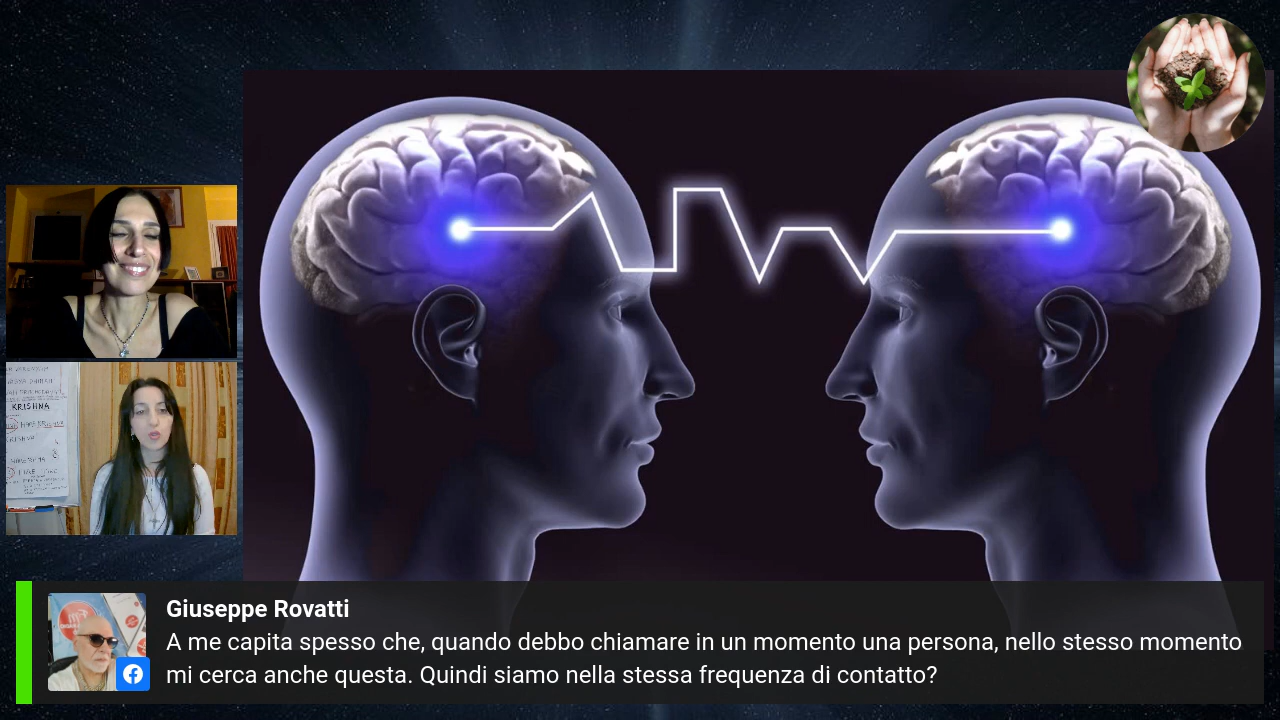 KRISHNA
Giuseppe Rovatti
A me capita spesso che, quando debbo chiamare in un momento una persona, nello stesso momento
mi cerca anche questa. Quindi siamo nella stessa frequenza di contatto?